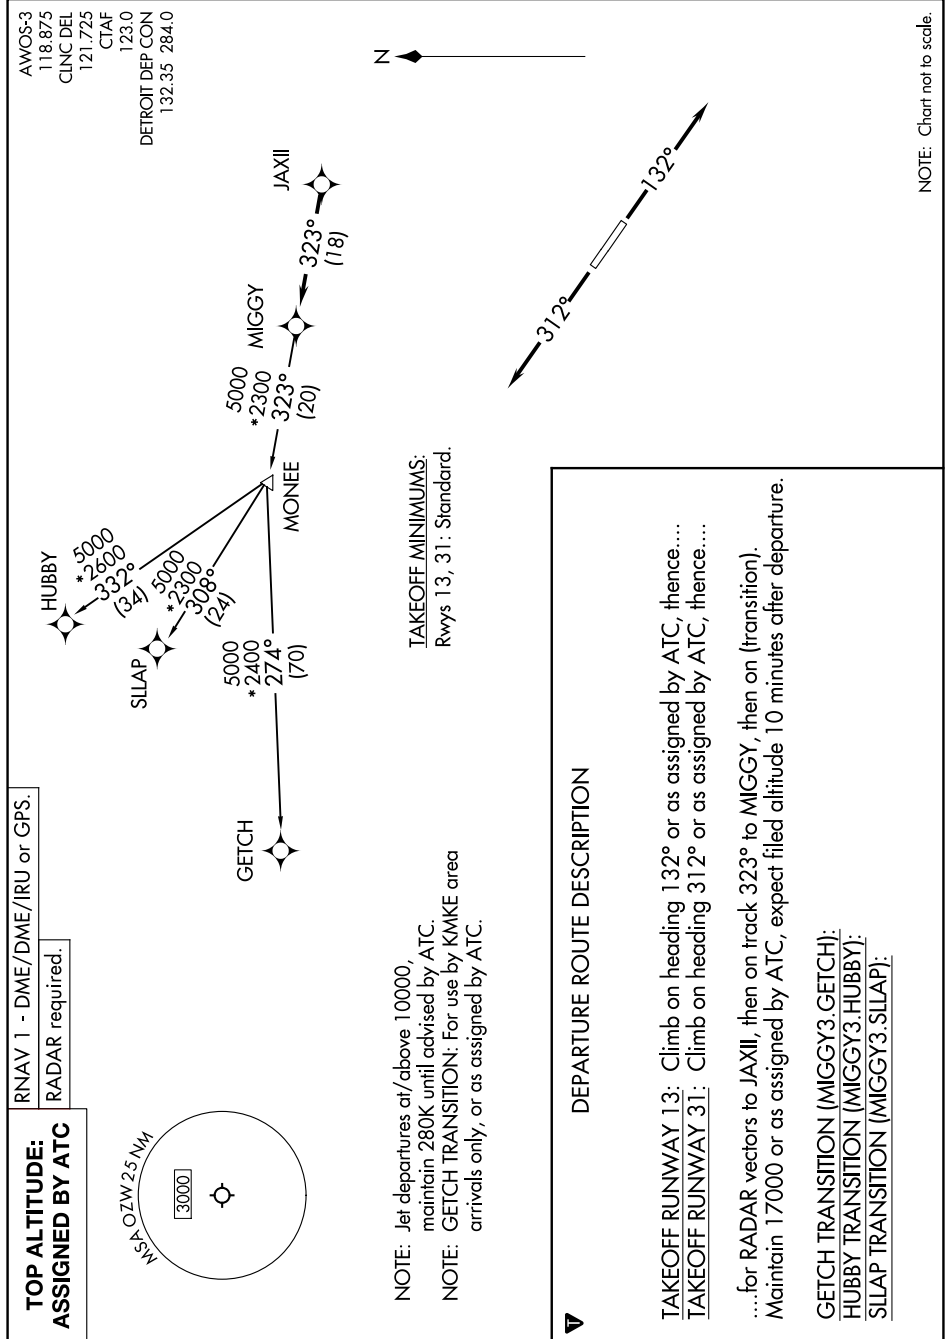 TOP ALTITUDE:
ASSIGNED BY ATC
RNAV 1 - DME/DME/IRU or GPS.
RADAR required.
AWOS-3
118.875
CLNC DEL
121.725
CTAF
123.0
DETROIT DEP CON
132.35 284.0
MSA OZW 25 NM
3000
HUBBY
5000
*2600
332°
(34)
SLLAP
5000
*2300
308°
(24)
GETCH
5000
*2400
274°
(70)
MONEE
5000
*2300
323°
(20)
MIGGY
323°
(18)
JAXII
N
NOTE: Jet departures at/above 10000,
maintain 280K until advised by ATC.
NOTE: GETCH TRANSITION: For use by KMKE area
arrivals only, or as assigned by ATC.
TAKEOFF MINIMUMS:
Rwys 13, 31: Standard.
312°
132°
T
DEPARTURE ROUTE DESCRIPTION
TAKEOFF RUNWAY 13: Climb on heading 132° or as assigned by ATC, thence....
TAKEOFF RUNWAY 31: Climb on heading 312° or as assigned by ATC, thence....
....for RADAR vectors to JAXII, then on track 323° to MIGGY, then on (transition).
Maintain 17000 or as assigned by ATC, expect filed altitude 10 minutes after departure.
GETCH TRANSITION (MIGGY3.GETCH):
HUBBY TRANSITION (MIGGY3.HUBBY):
SLLAP TRANSITION (MIGGY3.SLLAP):
NOTE: Chart not to scale.